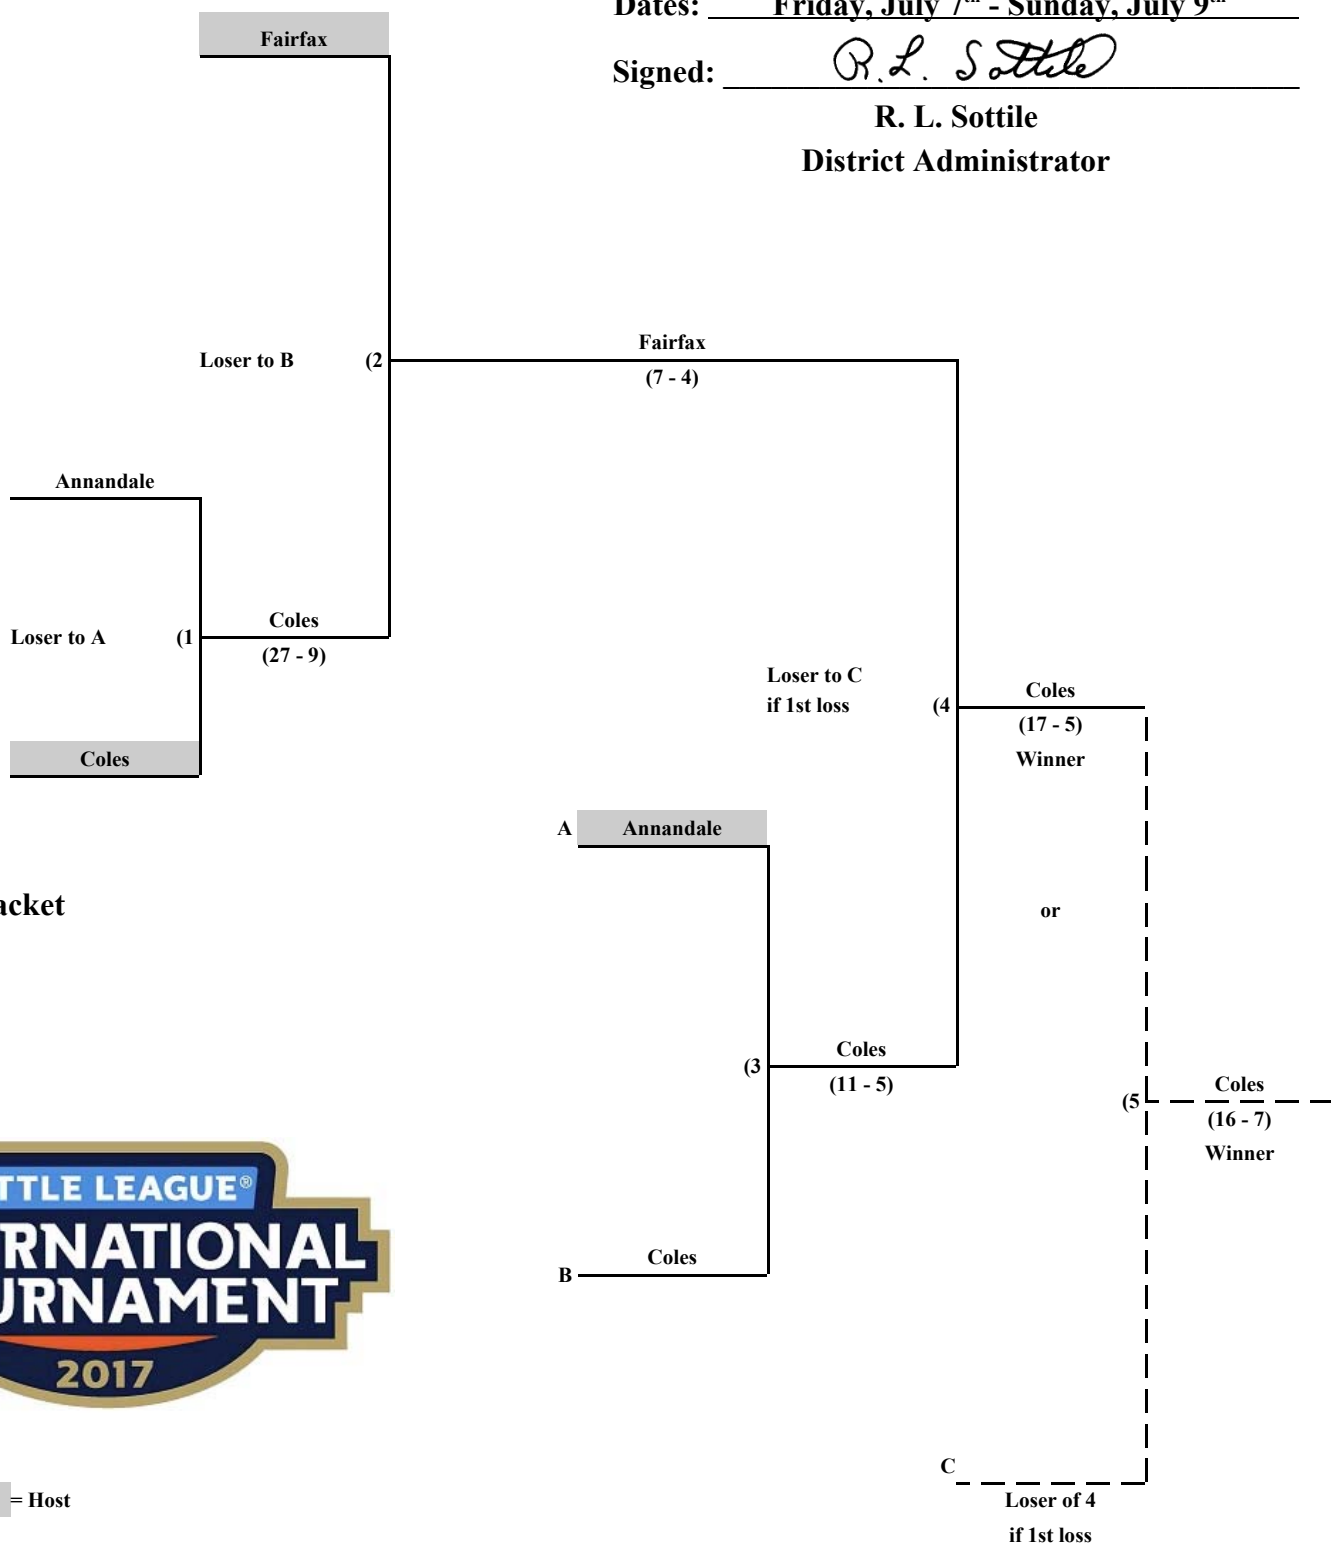 Dates: Friday, July 7th - Sunday, July 9th
Fairfax
Signed: R.L. Sottile
R. L. Sottile
District Administrator
Fairfax
Loser to B (2
(7 - 4)
Annandale
Coles
Loser to A (1
(27 - 9)
Loser to C
if 1st loss (4
Coles
(17 - 5)
Winner
Coles
A Annandale
acket
or
Coles
(3
(11 - 5)
Coles
(5
(16 - 7)
Winner
TTLE LEAGUE®
RNATIONAL
URNAMENT
2017
Coles
B
C
= Host
Loser of 4
if 1st loss